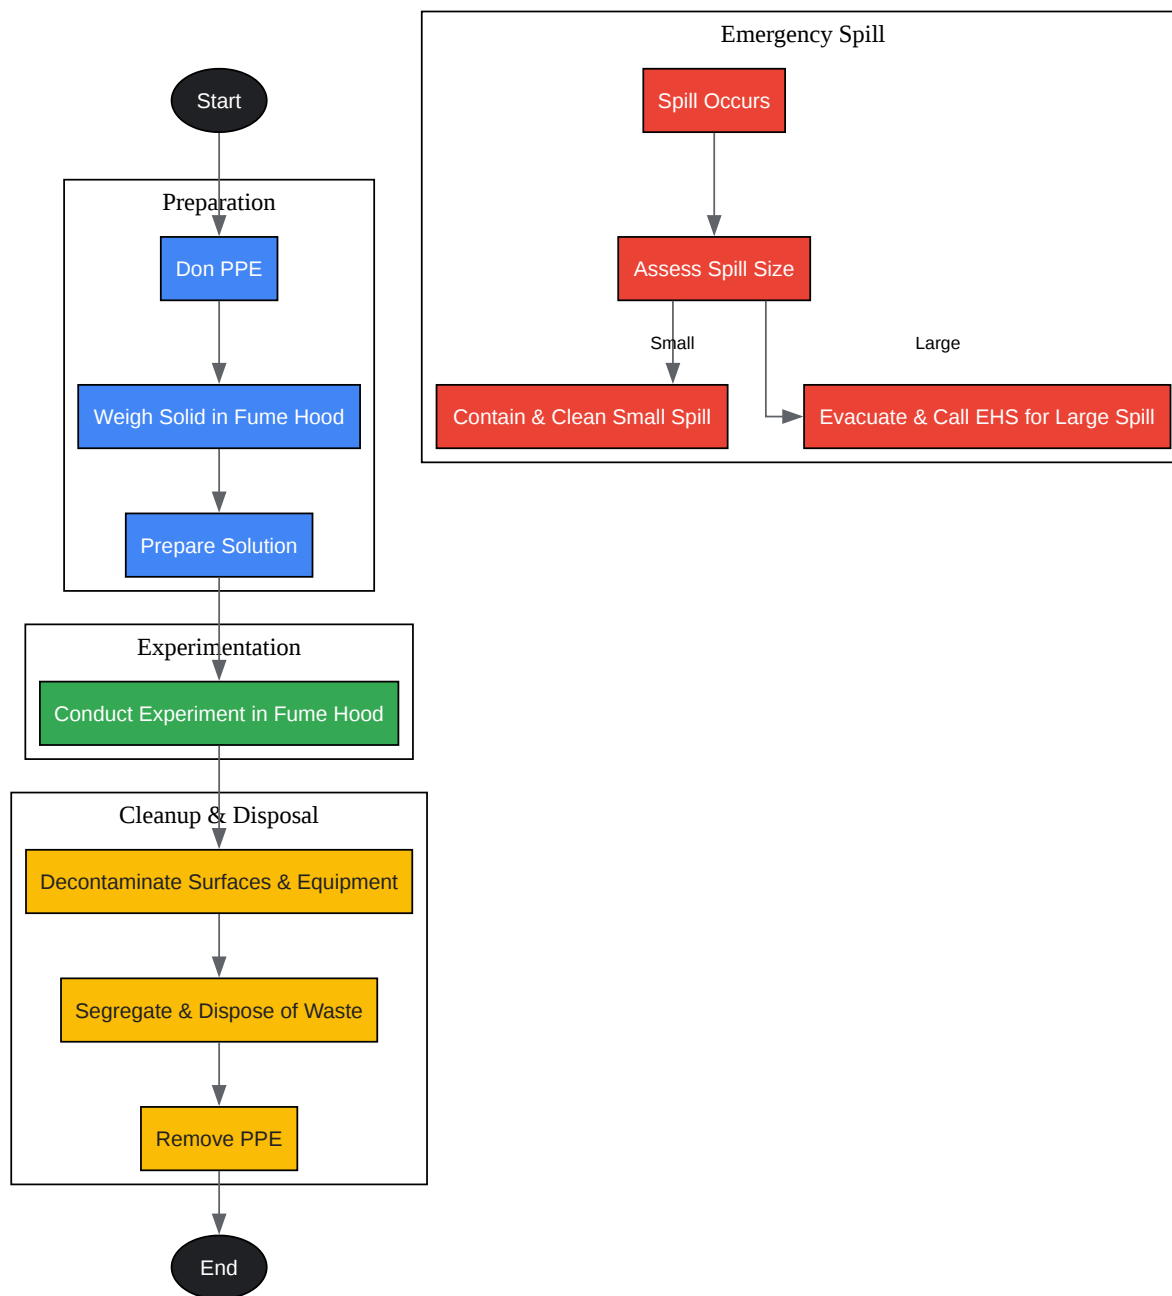 Start
Preparation
Don PPE
Weigh Solid in Fume Hood
Prepare Solution
Experimentation
Conduct Experiment in Fume Hood
Cleanup & Disposal
Decontaminate Surfaces & Equipment
Segregate & Dispose of Waste
Remove PPE
End
Emergency Spill
Spill Occurs
Assess Spill Size
Small
Large
Contain & Clean Small Spill
Evacuate & Call EHS for Large Spill